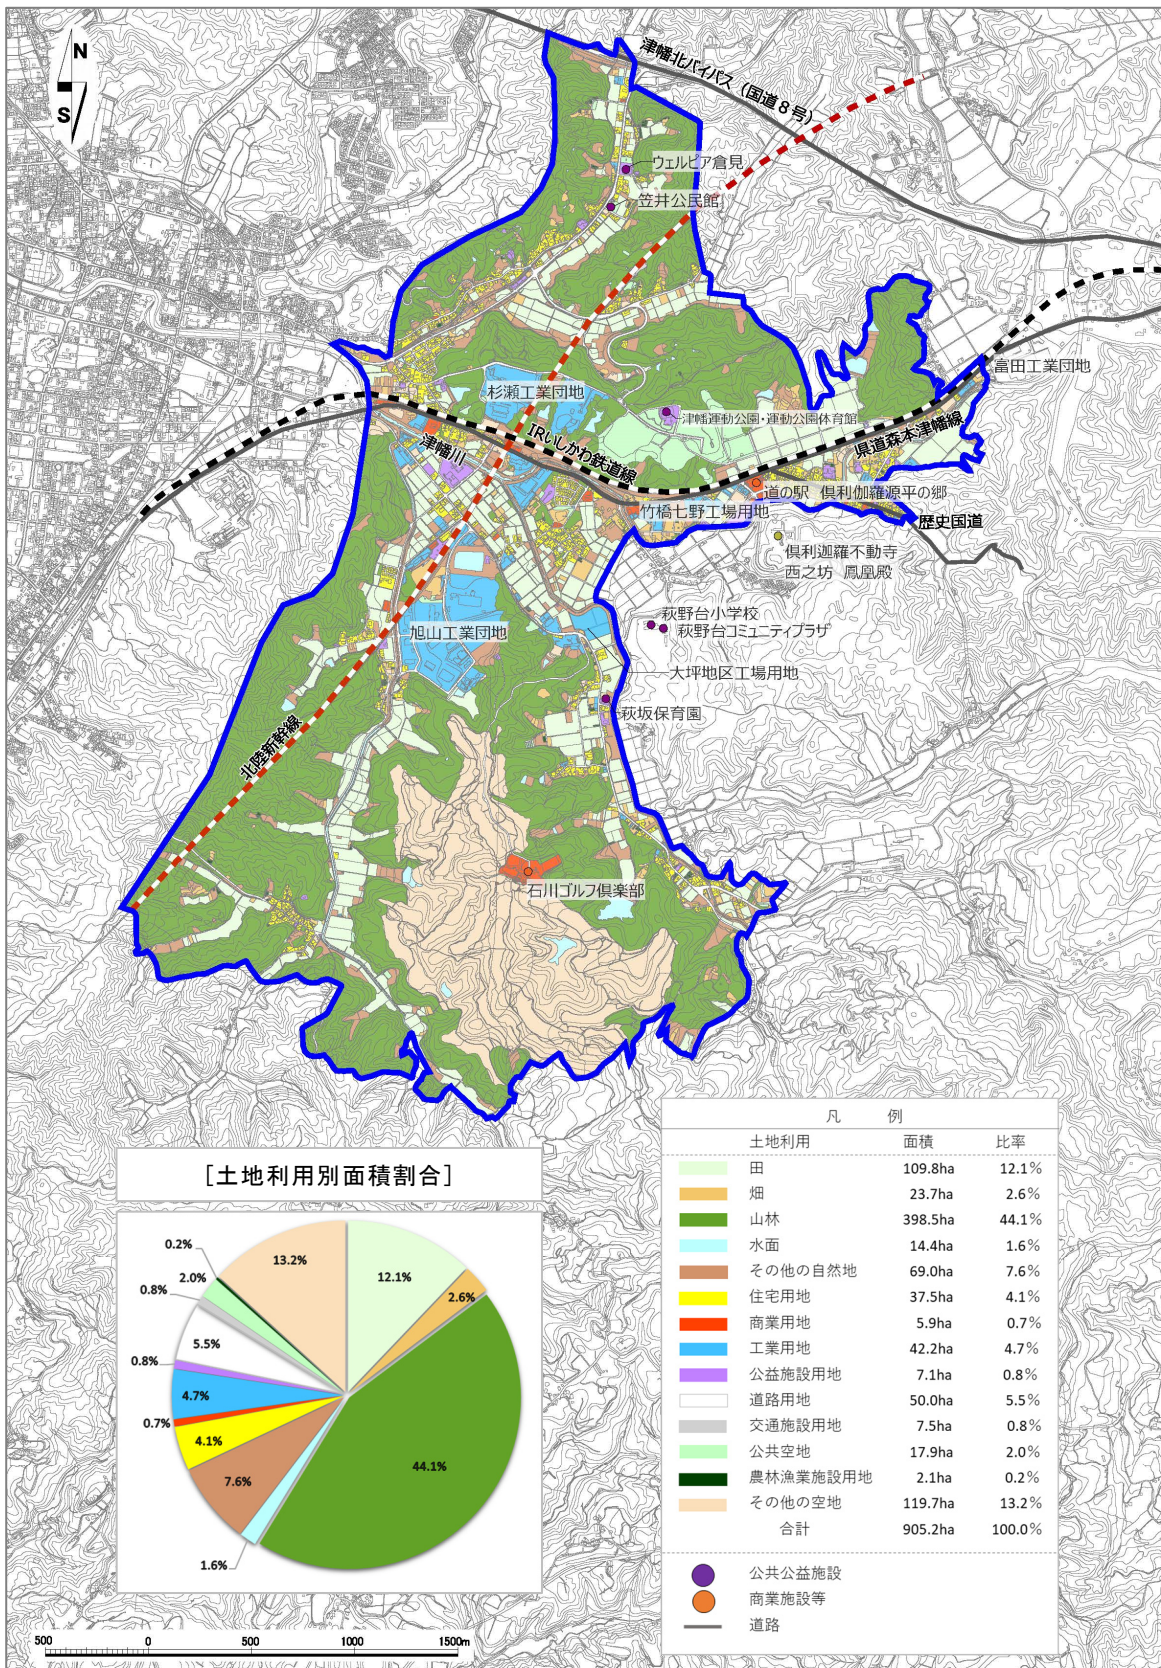 N
S
津幡北バイパス（国道８号）
ウェルピア倉見
笠井公民館
富田工業団地
杉瀬工業団地
津幡運動公園・運動公園体育館
IRいしかわ鉄道線
県道森本津幡線
津幡川
道の駅 倶利伽羅源平の郷
竹橋七野工場用地
歴史国道
倶利迦羅不動寺
西之坊 鳳凰殿
萩野台小学校
萩野台コミュニティプラザ
旭山工業団地
大坪地区工場用地
萩坂保育園
北陸新幹線
石川ゴルフ倶楽部
［土地利用別面積割合］
0.2%
13.2%
12.1%
2.0%
2.6%
0.8%
5.5%
0.8%
4.7%
0.7%
4.1%
44.1%
7.6%
1.6%
凡 例
土地利用 面積 比率
田 109.8ha 12.1%
畑 23.7ha 2.6%
山林 398.5ha 44.1%
水面 14.4ha 1.6%
その他の自然地 69.0ha 7.6%
住宅用地 37.5ha 4.1%
商業用地 5.9ha 0.7%
工業用地 42.2ha 4.7%
公益施設用地 7.1ha 0.8%
道路用地 50.0ha 5.5%
交通施設用地 7.5ha 0.8%
公共空地 17.9ha 2.0%
農林漁業施設用地 2.1ha 0.2%
その他の空地 119.7ha 13.2%
合計 905.2ha 100.0%
公共公益施設
商業施設等
道路
500 0 500 1000 1500m